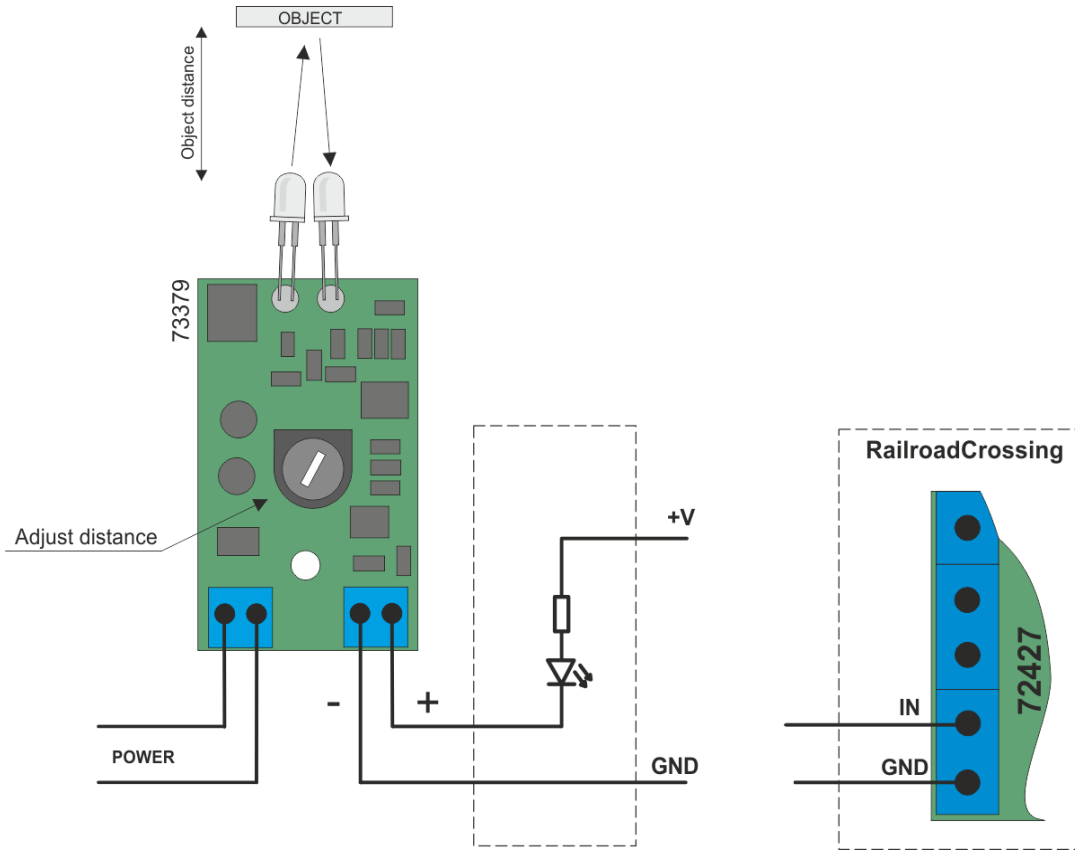 OBJECT
Object distance
73379
Adjust distance
RailroadCrossing
+V
72427
-
+
IN
POWER
GND
GND